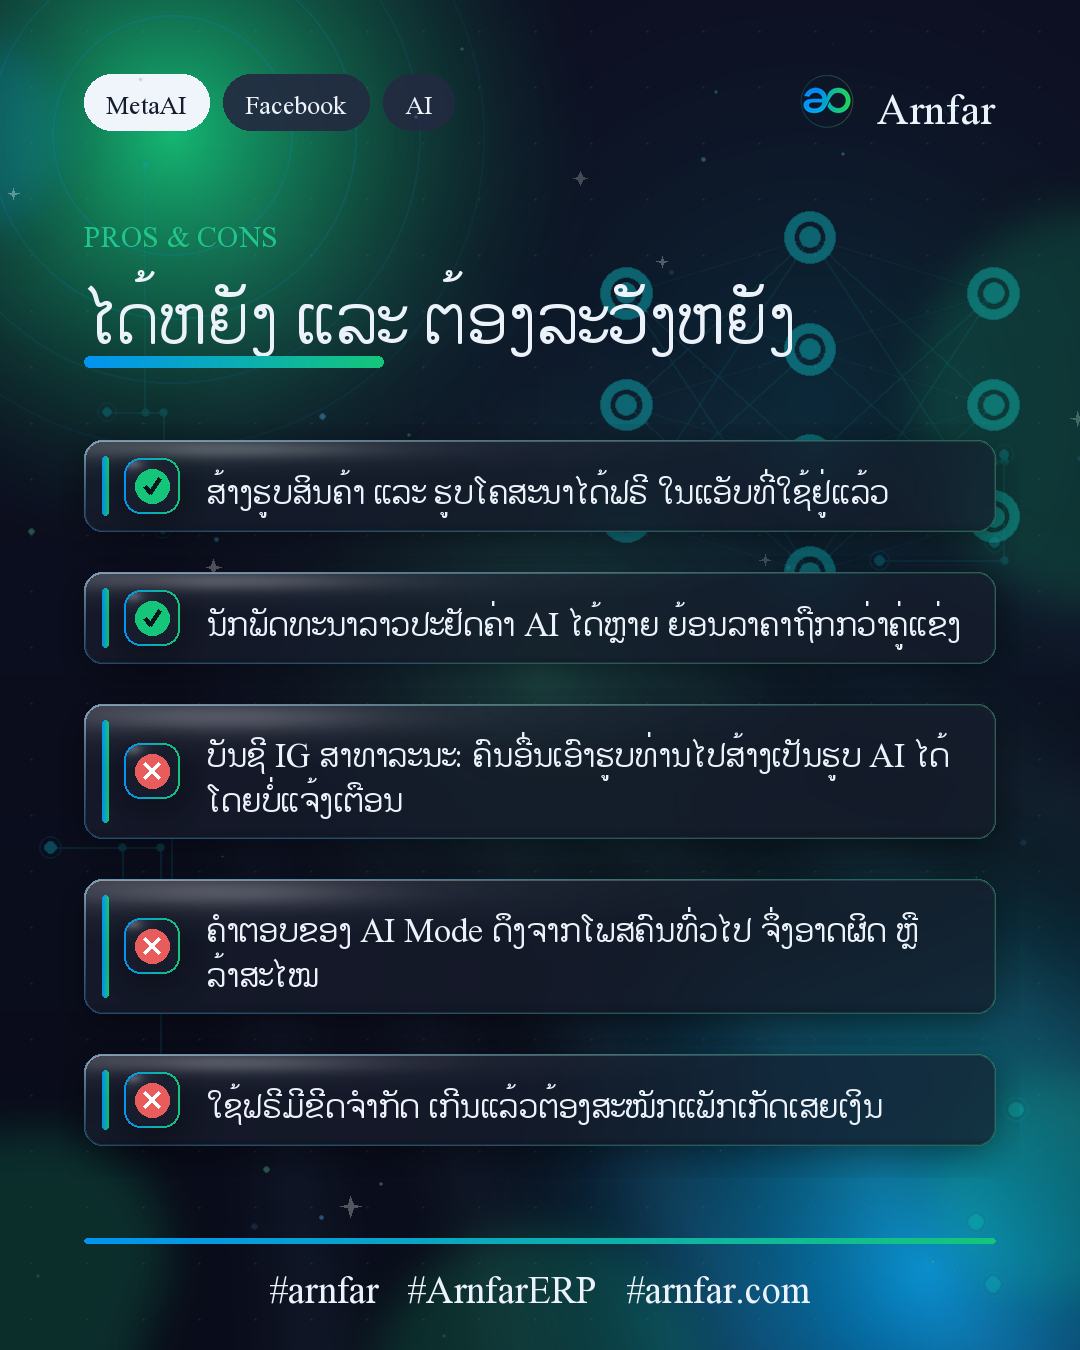 MetaAI
Facebook
AI
Arnfar
PROS & CONS
ໄດ້ຫຍັງ ແລະ ຕ້ອງລະວັງຫຍັງ
ສ້າງຮູບສິນຄ້າ ແລະ ຮູບໂຄສະນາໄດ້ຟຣີ ໃນແອັບທີ່ໃຊ້ຢູ່ແລ້ວ
ນັກພັດທະນາລາວປະຢັດຄ່າ AI ໄດ້ຫຼາຍ ຍ້ອນລາຄາຖືກກວ່າຄູ່ແຂ່ງ
ບັນຊີ IG ສາທາລະນະ: ຄົນອື່ນເອົາຮູບທ່ານໄປສ້າງເປັນຮູບ AI ໄດ້
ໂດຍບໍ່ແຈ້ງເຕືອນ
ຄຳຕອບຂອງ AI Mode ດຶງຈາກໂພສຄົນທົ່ວໄປ ຈຶ່ງອາດຜິດ ຫຼື
ລ້າສະໄໝ
ໃຊ້ຟຣີມີຂີດຈຳກັດ ເກີນແລ້ວຕ້ອງສະໝັກແພັກເກັດເສຍເງິນ
#arnfar #ArnfarERP #arnfar.com